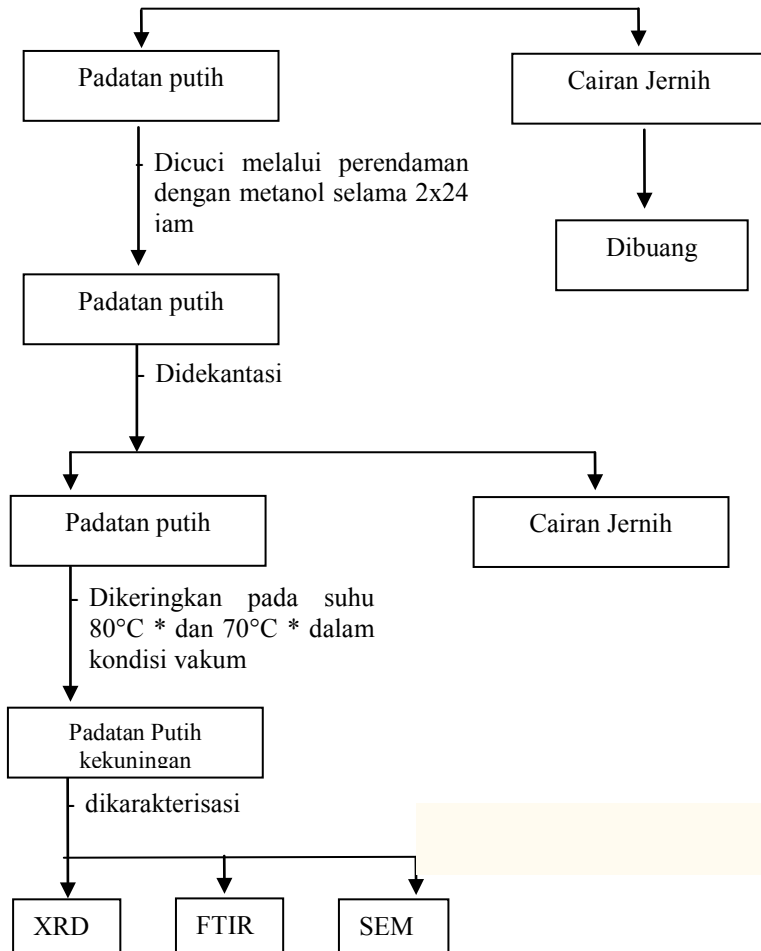 Padatan putih
Cairan Jernih
- Dicuci melalui perendaman
dengan metanol selama 2x24
jam
Dibuang
Padatan putih
- Didekantasi
Padatan putih
Cairan Jernih
- Dikeringkan pada suhu
80°C * dan 70°C * dalam
kondisi vakum
Padatan Putih
kekuningan
- dikarakterisasi
XRD
FTIR
SEM